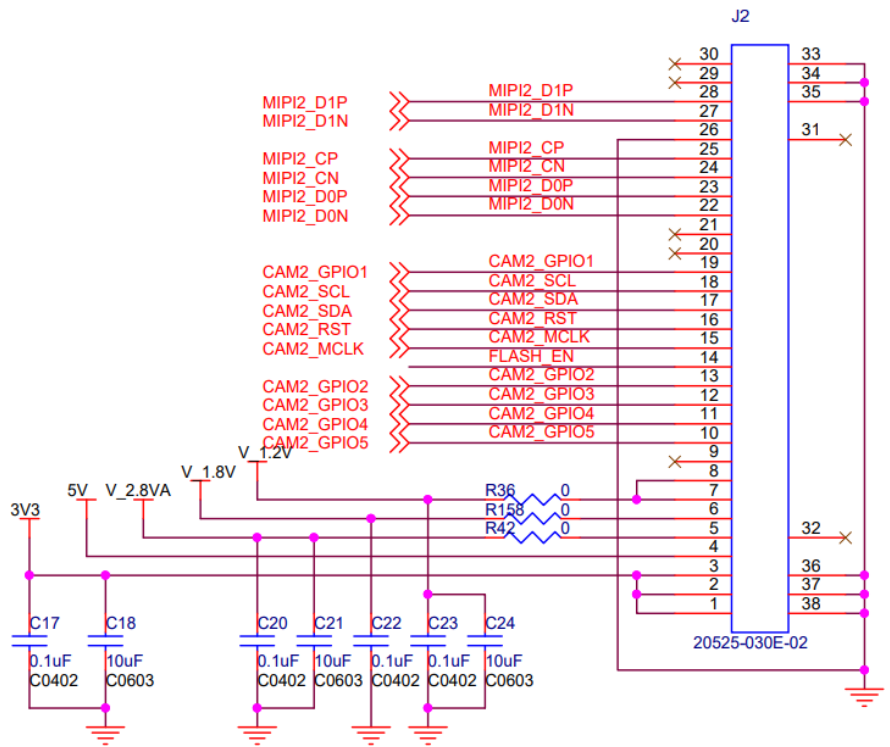 J2
30 33
29 34
MIPI2_D1P MIPI2_D1P 28 35
MIPI2_D1N MIPI2_D1N 27
26 31
MIPI2_CP MIPI2_CP 25
MIPI2_CN MIPI2_CN 24
MIPI2_D0P MIPI2_D0P 23
MIPI2_D0N MIPI2_D0N 22
21
20
CAM2_GPIO1 CAM2_GPIO1 19
CAM2_SCL CAM2_SCL 18
CAM2_SDA CAM2_SDA 17
CAM2_RST CAM2_RST 16
CAM2_MCLK CAM2_MCLK 15
FLASH_EN 14
CAM2_GPIO2 CAM2_GPIO2 13
CAM2_GPIO3 CAM2_GPIO3 12
CAM2_GPIO4 CAM2_GPIO4 11
CAM2_GPIO5 CAM2_GPIO5 10
V_1.2V 9
V_1.8V 8
5V V_2.8VA R36 0 7
3V3 R158 0 6
R42 0 5 32
4
3 36
2 37
1 38
C17 C18 C20 C21 C22 C23 C24
20525-030E-02
0.1uF 10uF 0.1uF 10uF 0.1uF 0.1uF 10uF
C0402 C0603 C0402 C0603 C0402 C0402 C0603